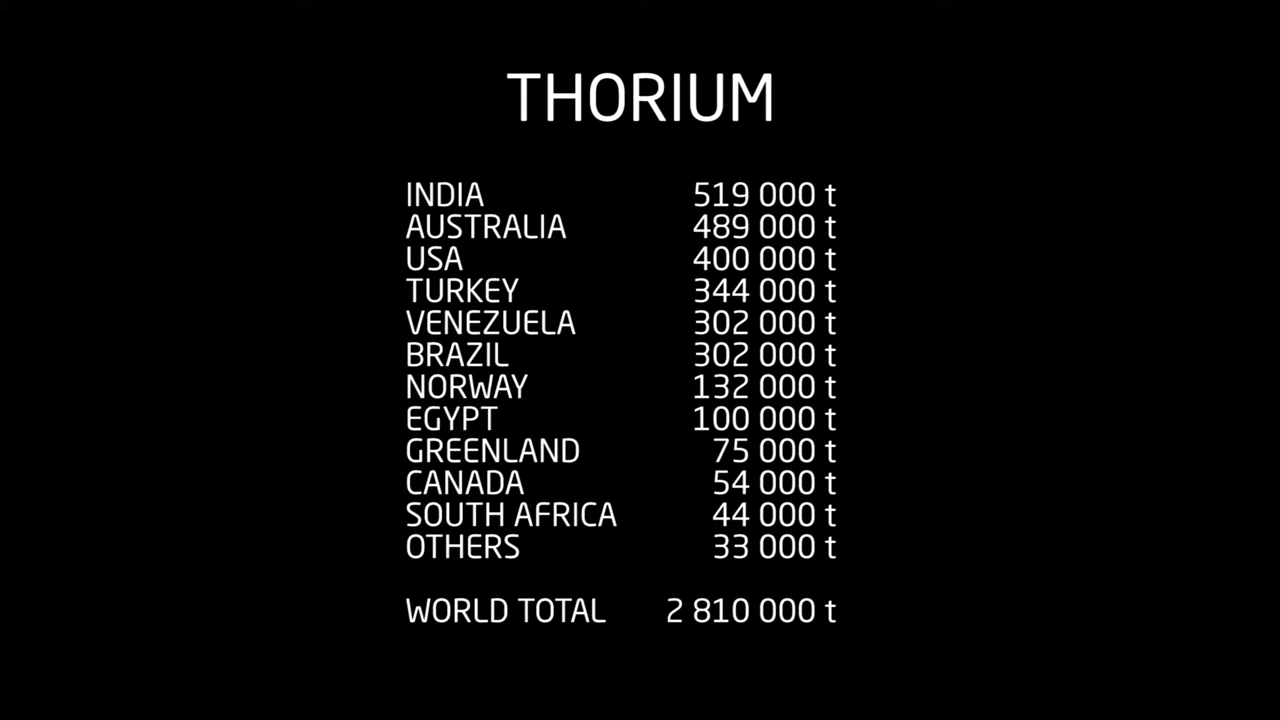 THORIUM
INDIA 519 000 t
AUSTRALIA 489 000 t
USA 400 000 t
TURKEY 344 000 t
VENEZUELA 302 000 t
BRAZIL 302 000 t
NORWAY 132 000 t
EGYPT 100 000 t
GREENLAND 75 000 t
CANADA 54 000 t
SOUTH AFRICA 44 000 t
OTHERS 33 000 t
WORLD TOTAL 2 810 000 t